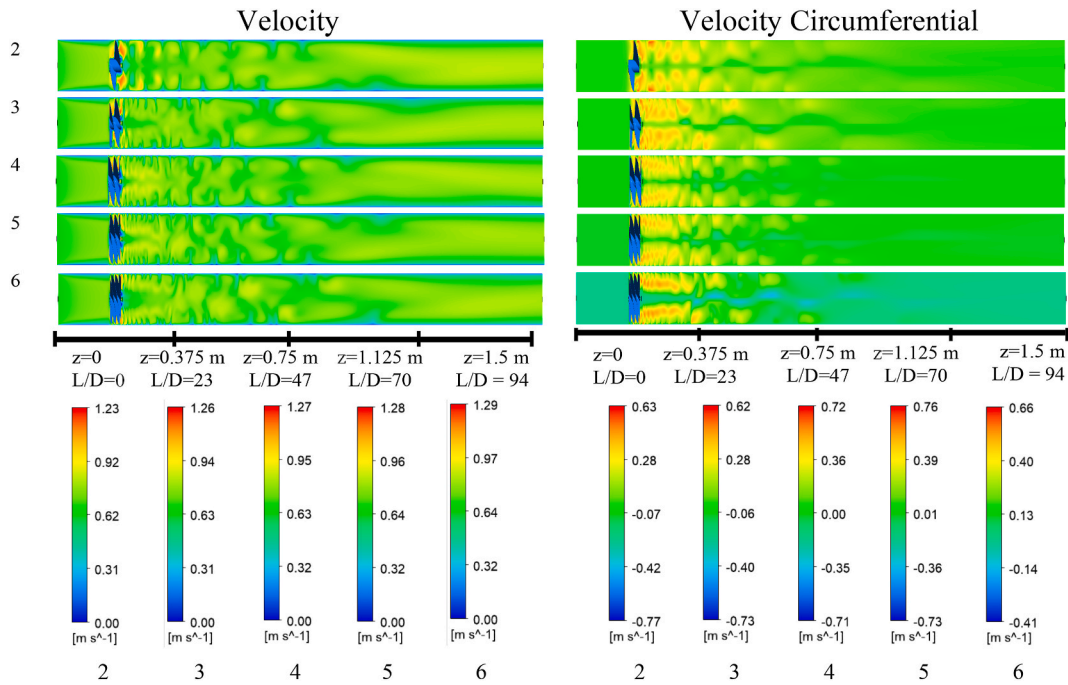 Velocity
Velocity Circumferential
2
3
4
5
6
z=0 z=0.375 m z=0.75 m z=1.125 m z=1.5 m
L/D=0 L/D=23 L/D=47 L/D=70 L/D = 94
z=0 z=0.375 m z=0.75 m z=1.125 m z=1.5 m
L/D=0 L/D=23 L/D=47 L/D=70 L/D = 94
1.23 1.26 1.27 1.28 1.29
0.92 0.94 0.95 0.96 0.97
0.62 0.63 0.63 0.64 0.64
0.31 0.31 0.32 0.32 0.32
0.00 0.00 0.00 0.00 0.00
[m s^-1] [m s^-1] [m s^-1] [m s^-1] [m s^-1]
2 3 4 5 6
0.63 0.62 0.72 0.76 0.66
0.28 0.28 0.36 0.39 0.40
-0.07 -0.06 0.00 0.01 0.13
-0.42 -0.40 -0.35 -0.36 -0.14
-0.77 -0.73 -0.71 -0.73 -0.41
[m s^-1] [m s^-1] [m s^-1] [m s^-1] [m s^-1]
2 3 4 5 6